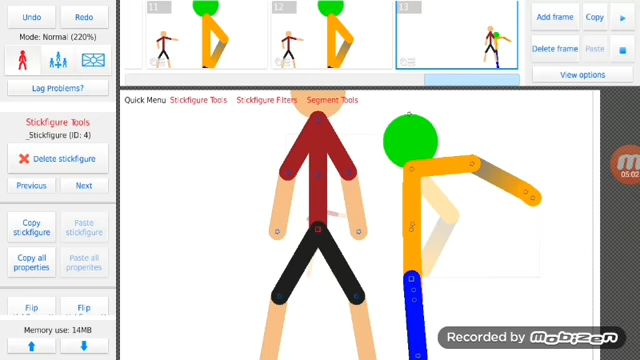 Undo Redo
Mode: Normal (220%)
Lag Problems?
Stickfigure Tools
_Stickfigure (ID: 4)
Delete stickfigure
Previous Next
Copy stickfigure
Paste stickfigure
Copy all properties
Paste all properties
Flip
Flip
Memory use: 14MB
11
12
13
Add frame Copy
Delete frame Paste
View options
Quick Menu Stickfigure Tools Stickfigure Filters Segment Tools
05:02
Recorded by mobizen